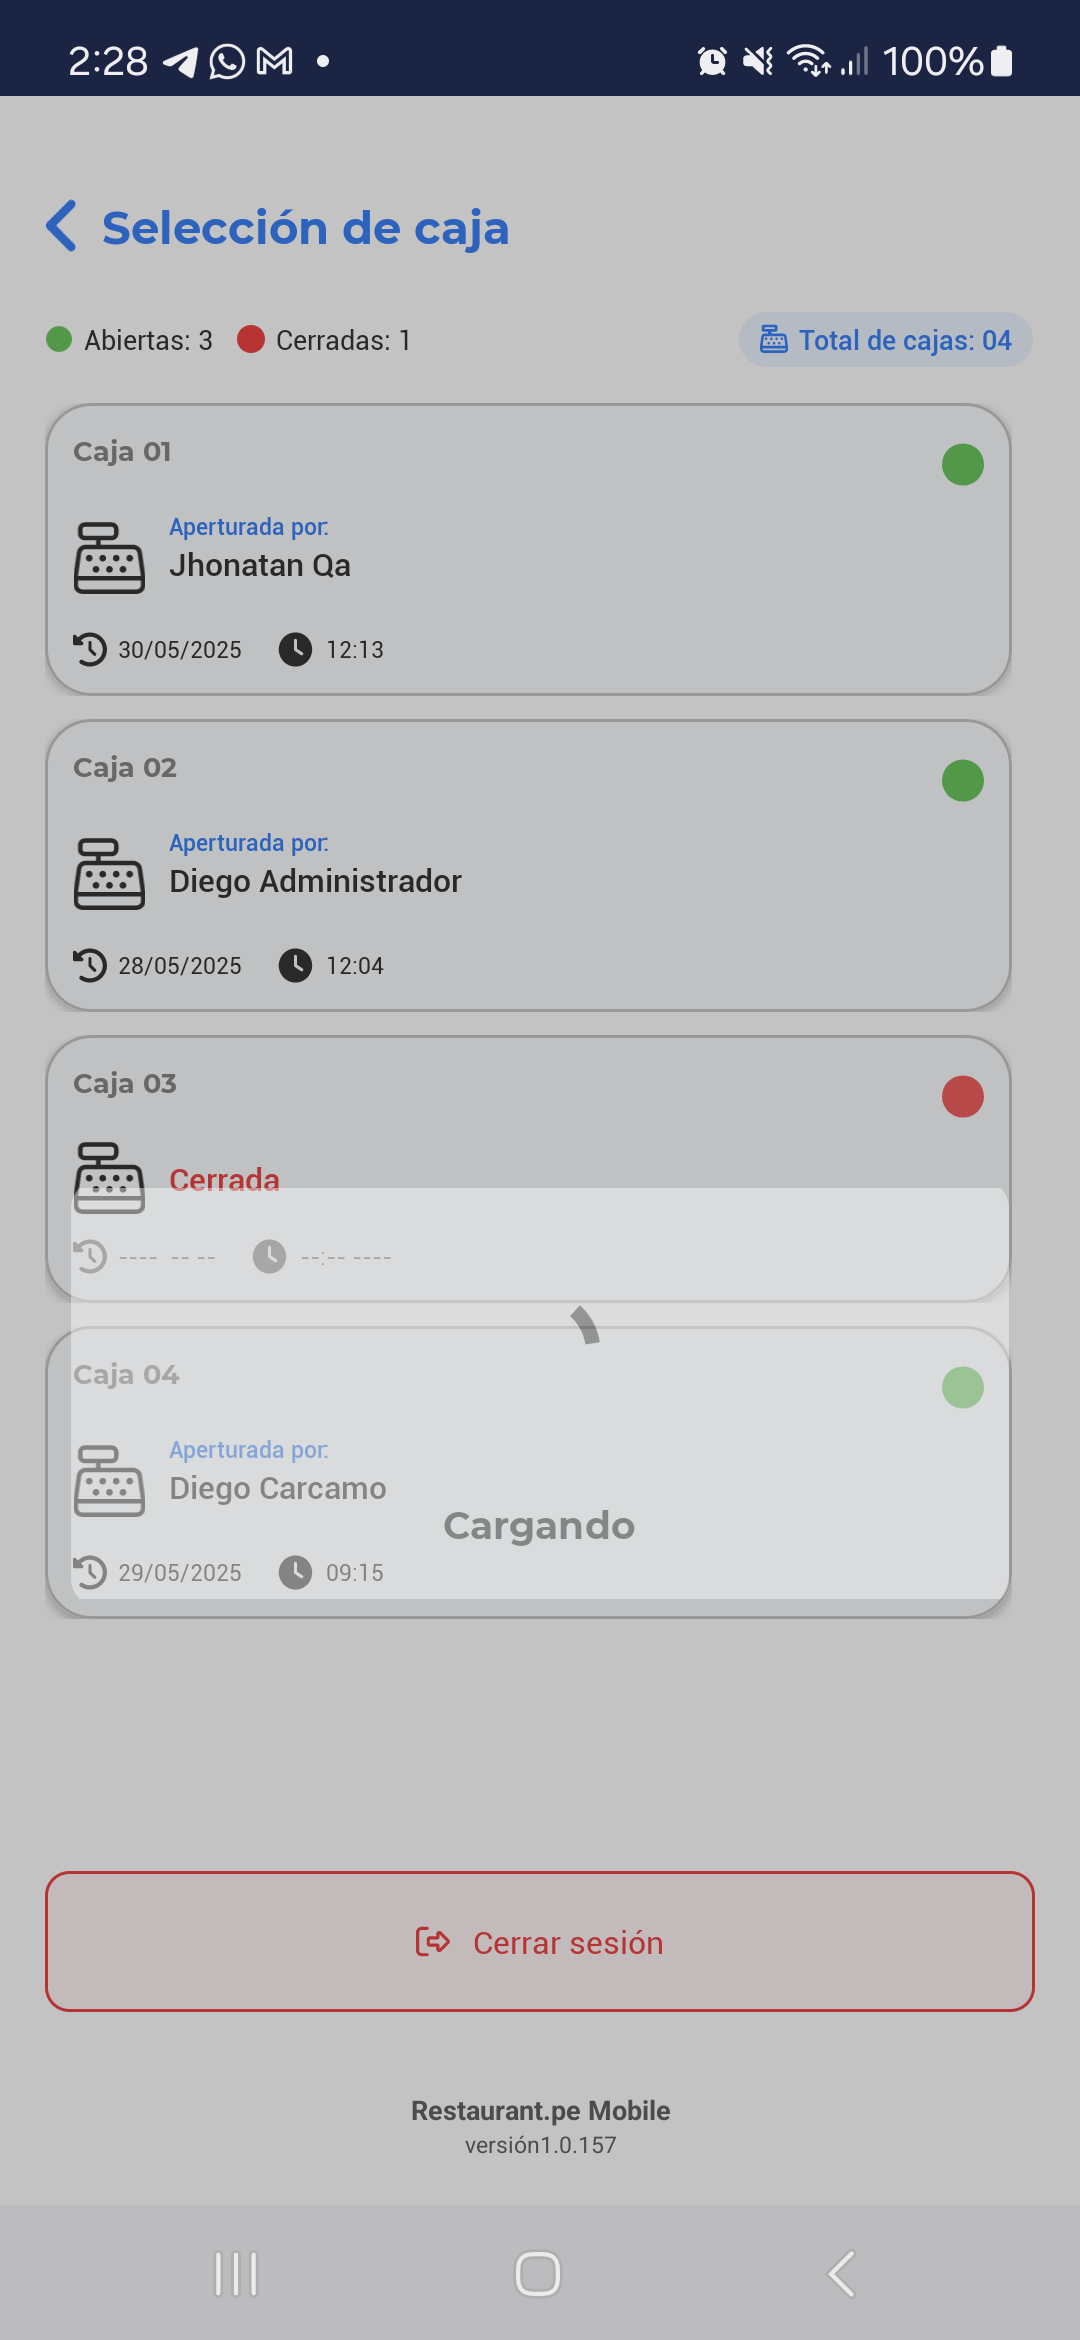 2:28 100%
Selección de caja
Abiertas: 3 Cerradas: 1 Total de cajas: 04
Caja 01
Aperturada por:
Jhonatan Qa
30/05/2025 12:13
Caja 02
Aperturada por:
Diego Administrador
28/05/2025 12:04
Caja 03
Cerrada
---- -- -- --:-- ----
Caja 04
Aperturada por:
Diego Carcamo
Cargando
29/05/2025 09:15
Cerrar sesión
Restaurant.pe Mobile
versión1.0.157